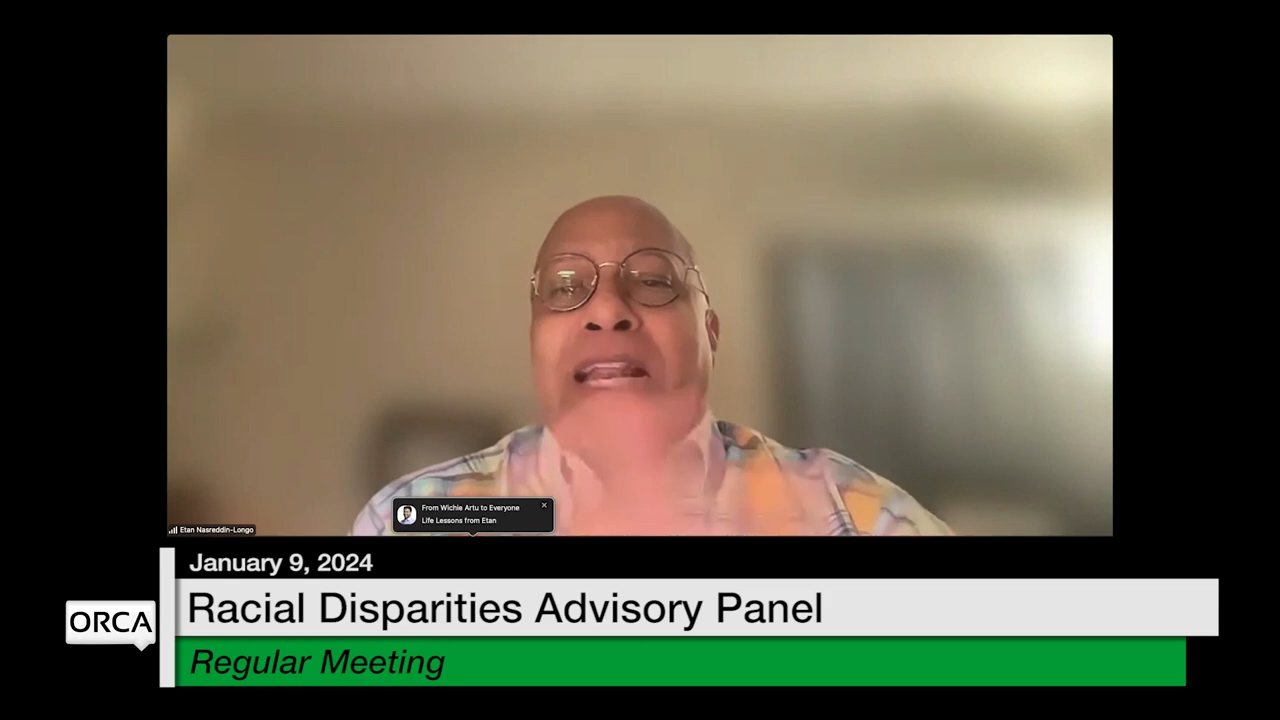 From Wichie Artu to Everyone
Life Lessons from Etan
Etan Nasreddin-Longo
January 9, 2024
Racial Disparities Advisory Panel
ORCA
Regular Meeting